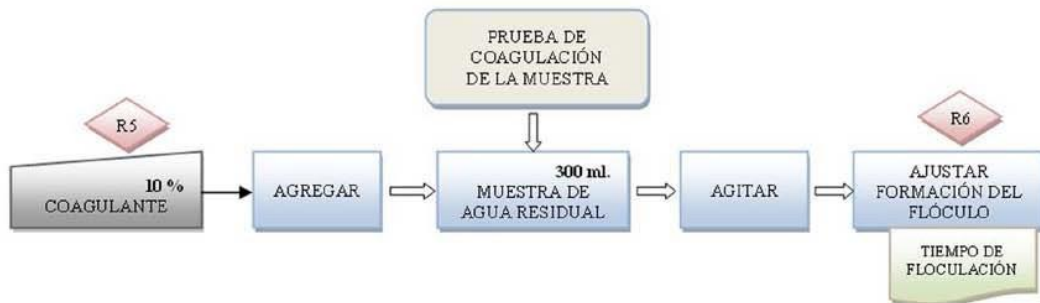 PRUEBA DE
COAGULACIÓN
DE LA MUESTRA
R5
10 %
COAGULANTE
AGREGAR
300 ml.
MUESTRA DE
AGUA RESIDUAL
AGITAR
R6
AJUSTAR
FORMACIÓN DEL
FLÓCULO
TIEMPO DE
FLOCULACIÓN